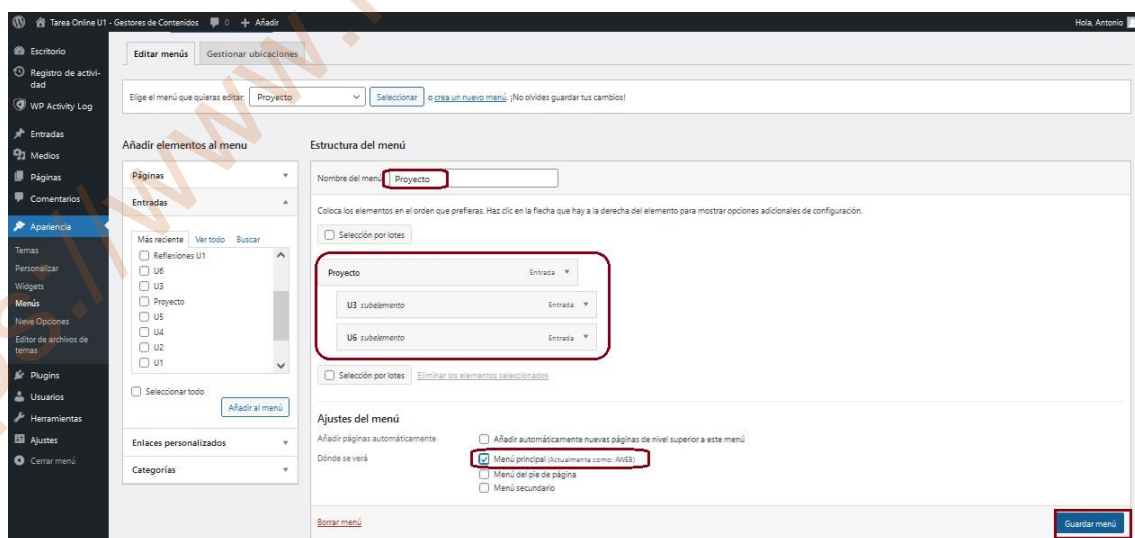 Tarea Online U1 - Gestores de Contenidos 0 + Añadir Hola, Antonio
Escritorio
Registro de activi-
dad
WP Activity Log
Entradas
Medios
Páginas
Comentarios
Apariencia
Temas
Personalizar
Widgets
Menús
Neve Opciones
Editor de archivos de
temas
Plugins
Usuarios
Herramientas
Ajustes
Cerrar menú
Editar menús Gestionar ubicaciones
Elige el menú que quieras editar: Proyecto Seleccionar o crea un nuevo menú. ¡No olvides guardar tus cambios!
Añadir elementos al menu
Páginas
Entradas
Más reciente Ver todo Buscar
Reflexiones U1
U6
U3
Proyecto
U5
U4
U2
U1
Seleccionar todo
Añadir al menú
Enlaces personalizados
Categorías
Estructura del menú
Nombre del menú Proyecto
Coloca los elementos en el orden que prefieras. Haz clic en la flecha que hay a la derecha del elemento para mostrar opciones adicionales de configuración.
Selección por lotes
Proyecto Entrada
U3 subelemento Entrada
U6 subelemento Entrada
Selección por lotes Eliminar los elementos seleccionados
Ajustes del menú
Añadir páginas automáticamente Añadir automáticamente nuevas páginas de nivel superior a este menú
Dónde se verá Menú principal (Actualmente como: AWEB)
Menú del pie de página
Menú secundario
Borrar menú Guardar menú